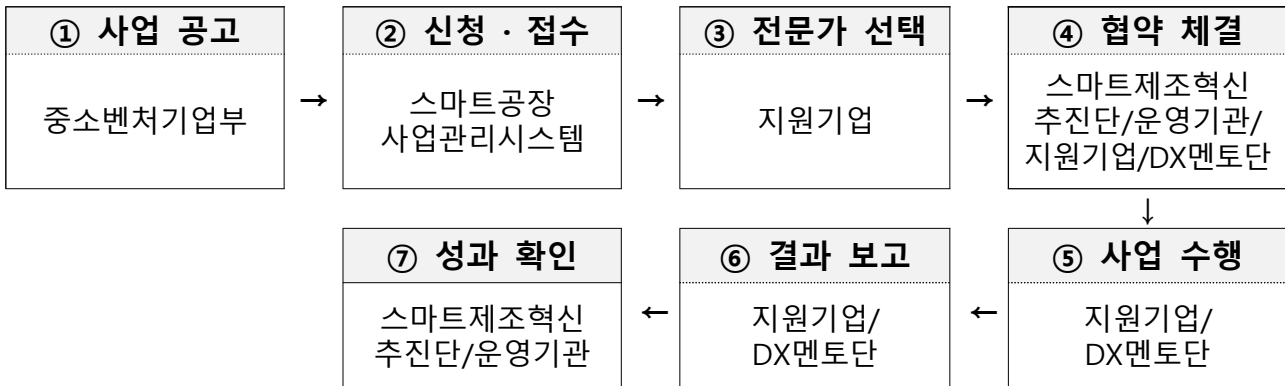 ① 사업 공고
중소벤처기업부
→
② 신청 · 접수
스마트공장
사업관리시스템
→
③ 전문가 선택
지원기업
→
④ 협약 체결
스마트제조혁신
추진단/운영기관/
지원기업/DX멘토단
↓
⑤ 사업 수행
지원기업/
DX멘토단
←
⑥ 결과 보고
지원기업/
DX멘토단
←
⑦ 성과 확인
스마트제조혁신
추진단/운영기관